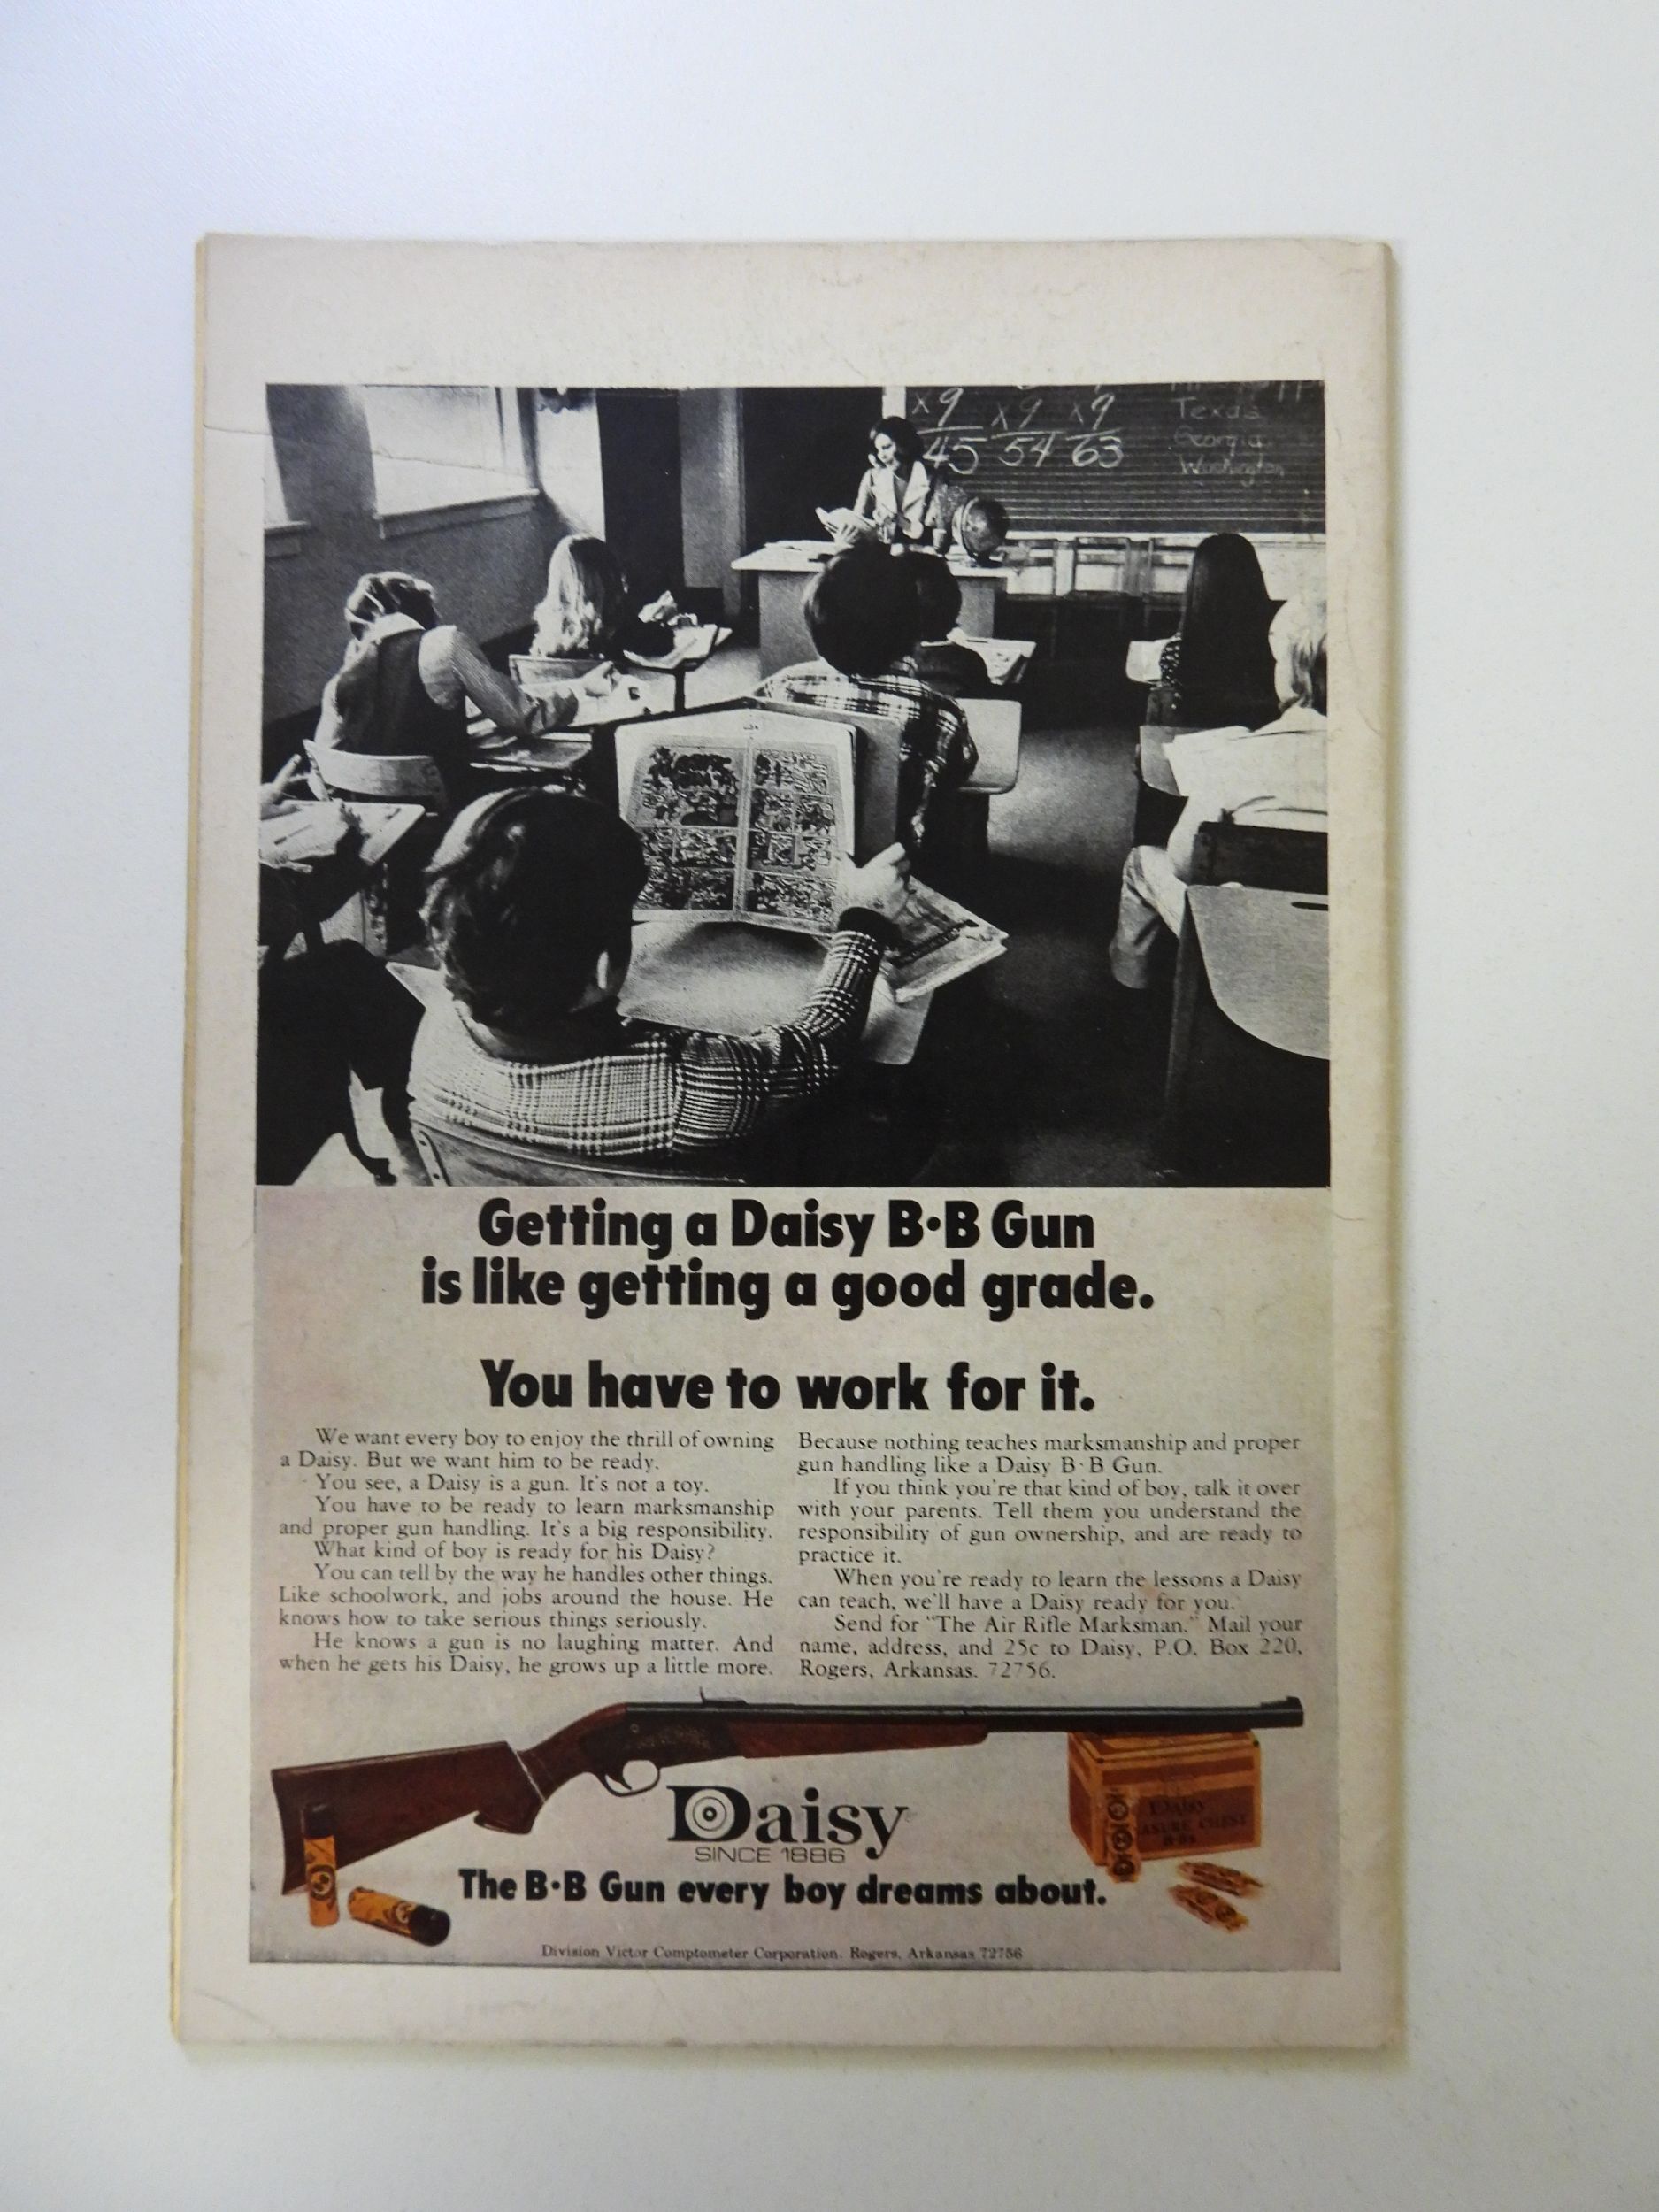 x9 x9 x9
45 54 63
Texas
Georgia
Washington
Getting a Daisy B·B Gun
is like getting a good grade.
You have to work for it.
We want every boy to enjoy the thrill of owning
a Daisy. But we want him to be ready.
You see, a Daisy is a gun. It's not a toy.
You have to be ready to learn marksmanship
and proper gun handling. It's a big responsibility.
What kind of boy is ready for his Daisy?
You can tell by the way he handles other things.
Like schoolwork, and jobs around the house. He
knows how to take serious things seriously.
He knows a gun is no laughing matter. And
when he gets his Daisy, he grows up a little more.
Because nothing teaches marksmanship and proper
gun handling like a Daisy B·B Gun.
If you think you're that kind of boy, talk it over
with your parents. Tell them you understand the
responsibility of gun ownership, and are ready to
practice it.
When you're ready to learn the lessons a Daisy
can teach, we'll have a Daisy ready for you.
Send for "The Air Rifle Marksman." Mail your
name, address, and 25c to Daisy, P.O. Box 220,
Rogers, Arkansas. 72756.
Daisy
SINCE 1886
DAISY
The B·B Gun every boy dreams about.
Division Victor Comptometer Corporation. Rogers, Arkansas 72756